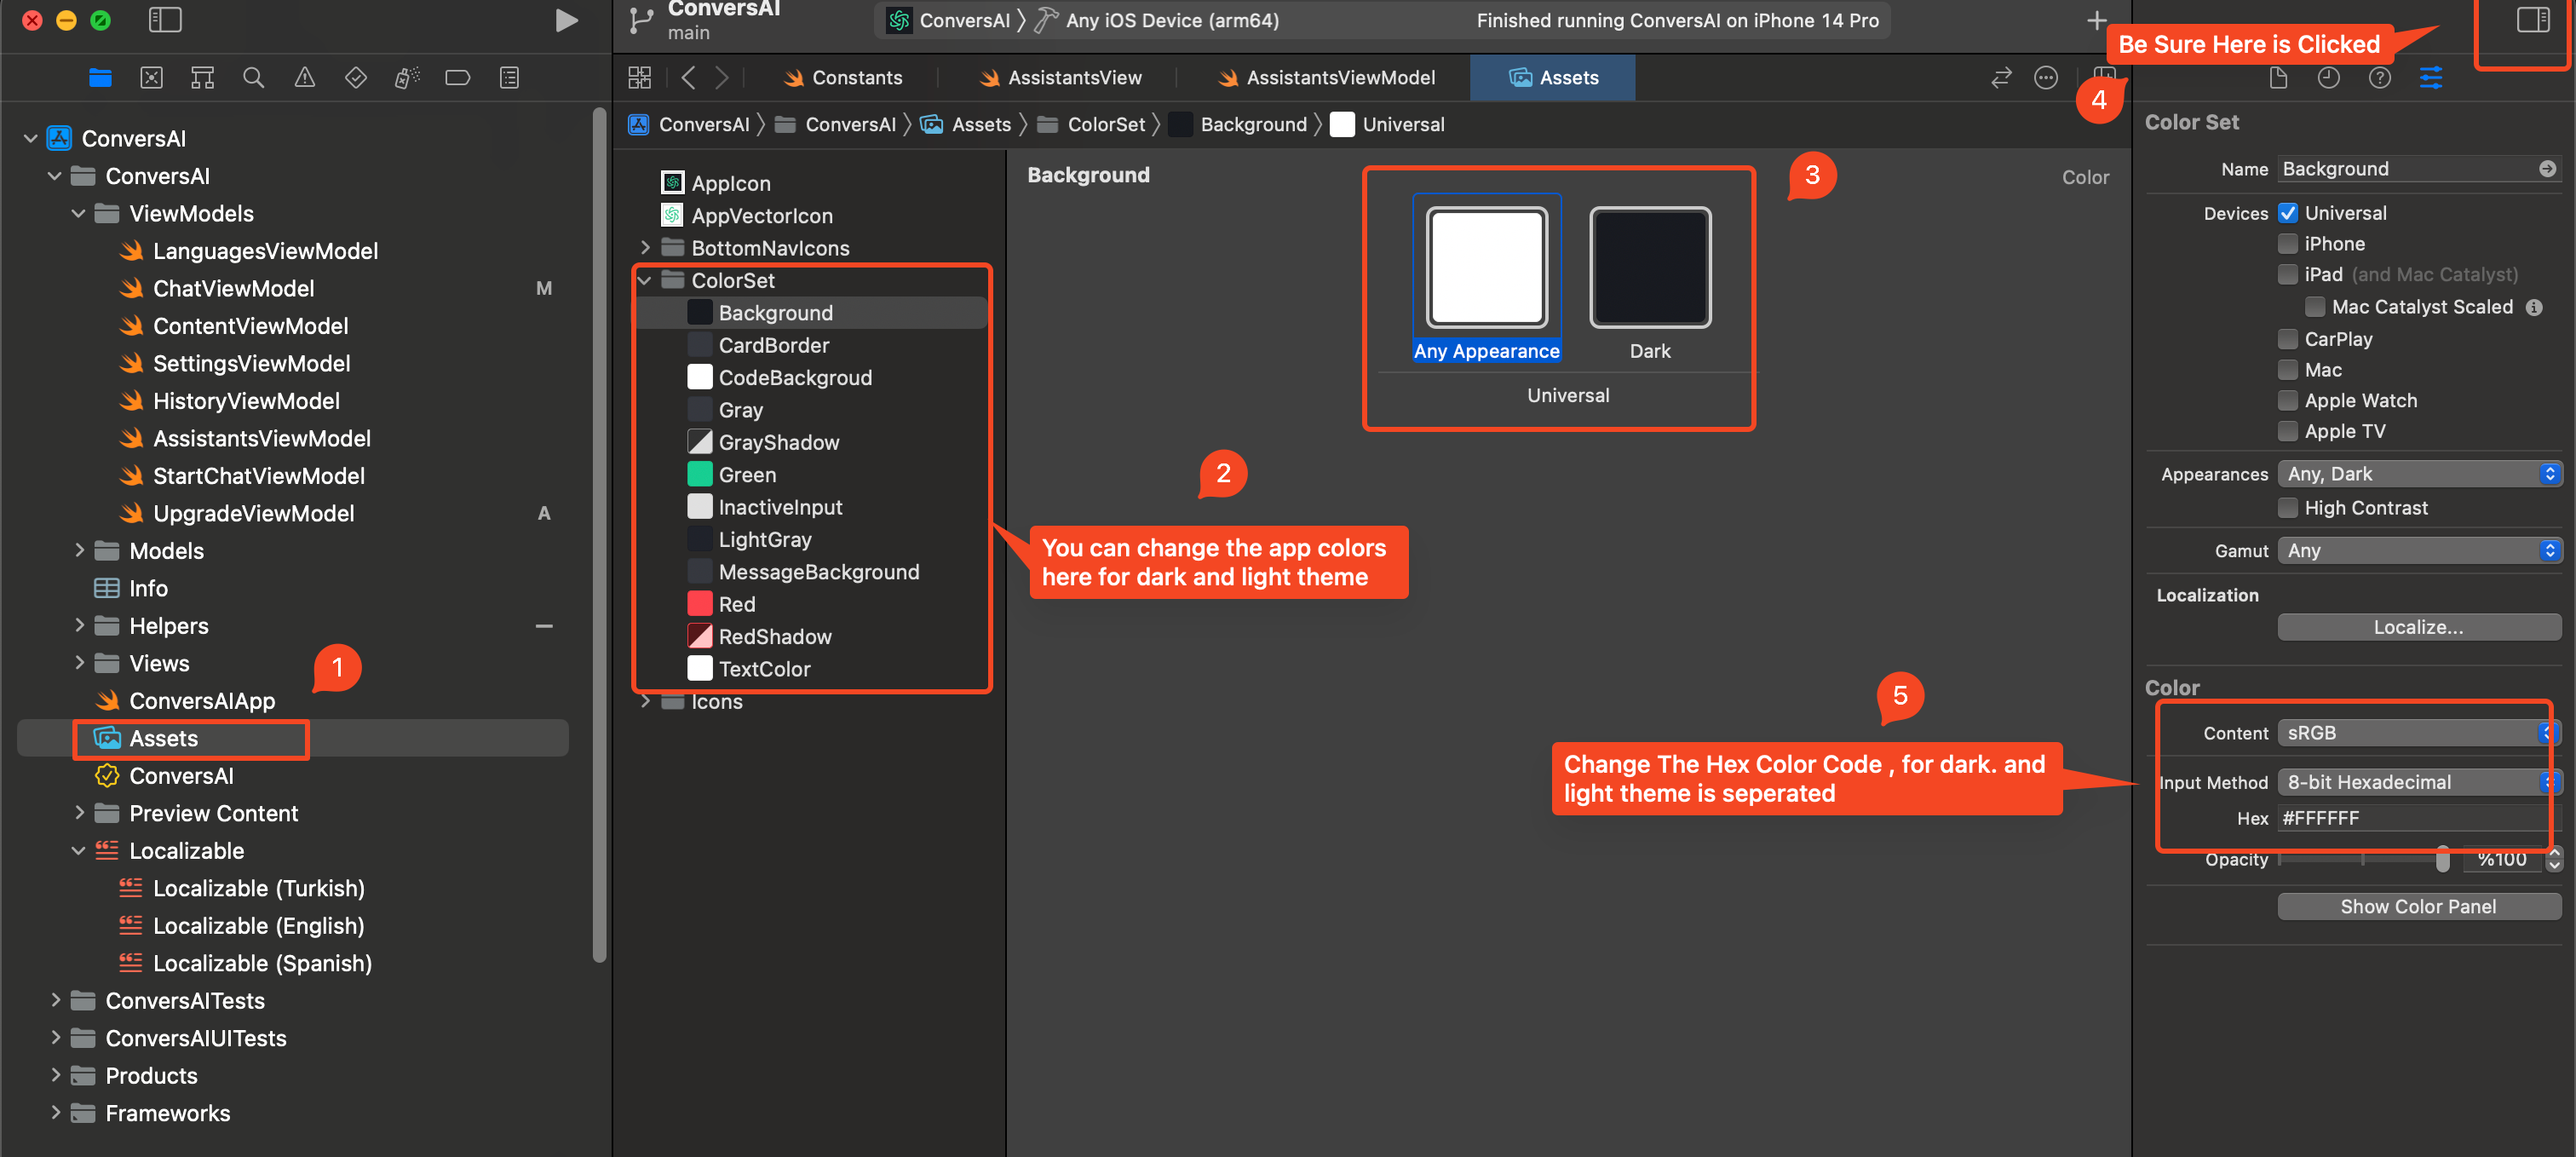 ConversAI
main
ConversAI
Any iOS Device (arm64)
Finished running ConversAI on iPhone 14 Pro
Be Sure Here is Clicked
4
Constants
AssistantsView
AssistantsViewModel
Assets
ConversAI
ConversAI
Assets
ColorSet
Background
Universal
ConversAI
ConversAI
ViewModels
LanguagesViewModel
ChatViewModel
M
ContentViewModel
SettingsViewModel
HistoryViewModel
AssistantsViewModel
StartChatViewModel
UpgradeViewModel
A
Models
Info
Helpers
Views
1
ConversAIApp
Assets
ConversAI
Preview Content
Localizable
Localizable (Turkish)
Localizable (English)
Localizable (Spanish)
ConversAITests
ConversAIUITests
Products
Frameworks
AppIcon
AppVectorIcon
BottomNavIcons
ColorSet
Background
CardBorder
CodeBackgroud
Gray
GrayShadow
Green
InactiveInput
LightGray
MessageBackground
Red
RedShadow
TextColor
Icons
Background
Color
3
Any Appearance
Dark
Universal
2
You can change the app colors
here for dark and light theme
5
Change The Hex Color Code , for dark. and
light theme is seperated
Color Set
Name
Background
Devices
Universal
iPhone
iPad (and Mac Catalyst)
Mac Catalyst Scaled
CarPlay
Mac
Apple Watch
Apple TV
Appearances
Any, Dark
High Contrast
Gamut
Any
Localization
Localize...
Color
Content
sRGB
Input Method
8-bit Hexadecimal
Hex
#FFFFFF
Opacity
%100
Show Color Panel